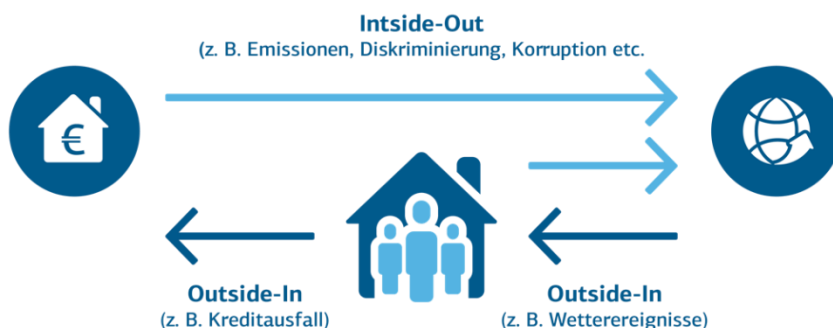 Intside-Out
(z. B. Emissionen, Diskriminierung, Korruption etc.
€
Outside-In
(z. B. Kreditausfall)
Outside-In
(z. B. Wetterereignisse)